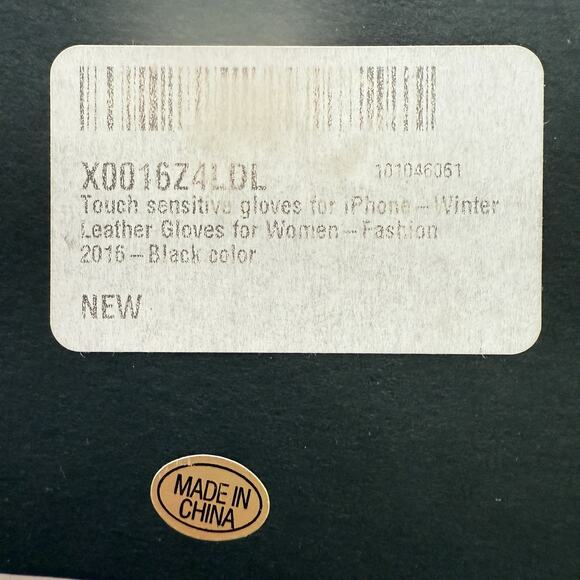 X0016Z4LDL
101046061
Touch sensitive gloves for iPhone – Winter
Leather Gloves for Women – Fashion
2016 – Black color
NEW
MADE IN
CHINA